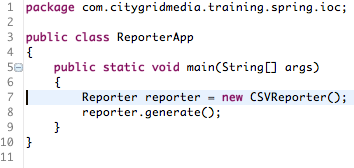 1 package com.citygridmedia.training.spring.ioc;
2
3 public class ReporterApp
4 {
5 public static void main(String[] args)
6 {
7 Reporter reporter = new CSVReporter();
8 reporter.generate();
9 }
10 }
11